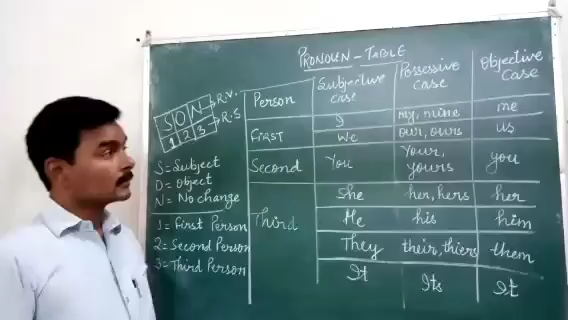 PRONOUN-TABLE
S O N → R.V.
1 2 3 → R.S
S = Subject
O = object
N = No change
1 = First Person
2 = Second Person
3 = Third Person
Person Subjective case Possessive Case Objective Case
First I my, mine me
We our, ours us
Second You Your, yours you
Third She her, hers her
He his him
They their, thiers them
It Its It